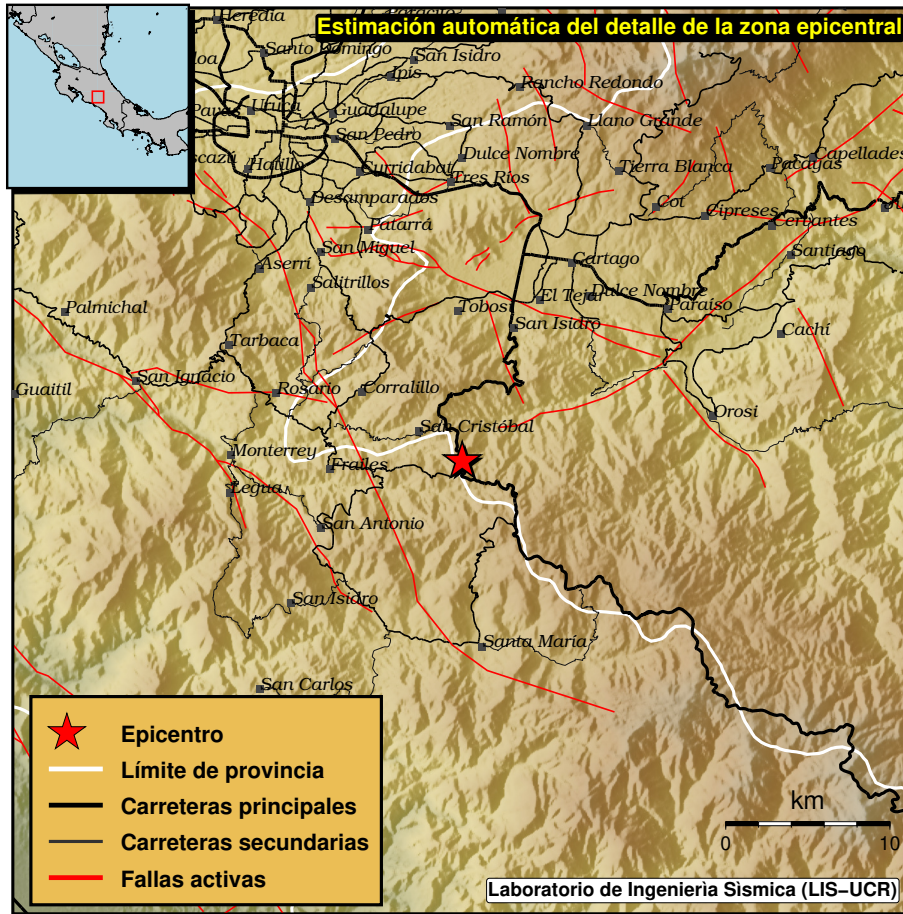 Heredia
Estimación automática del detalle de la zona epicentral
Santo Domingo
San Isidro
Ipís
Rancho Redondo
Uruca
Guadalupe
San Ramón
Llano Grande
San Pedro
Hatillo
Curridabat
Dulce Nombre
Tres Ríos
Tierra Blanca
Pacayas
Capellades
Desamparados
Cot
Cipreses
Cervantes
Patarrá
San Miguel
Santiago
Aserrí
Cartago
Salitrillos
El Tejar
Dulce Nombre
Palmichal
Tobosi
Paraíso
San Isidro
Cachí
Tarbaca
San Ignacio
Guaitil
Rosario
Corralillo
Orosi
San Cristóbal
Monterrey
Frailes
Legua
San Antonio
San Isidro
Santa María
San Carlos
Epicentro
Límite de provincia
Carreteras principales
Carreteras secundarias
Fallas activas
km
0
10
Laboratorio de Ingenierìa Sìsmica (LIS−UCR)